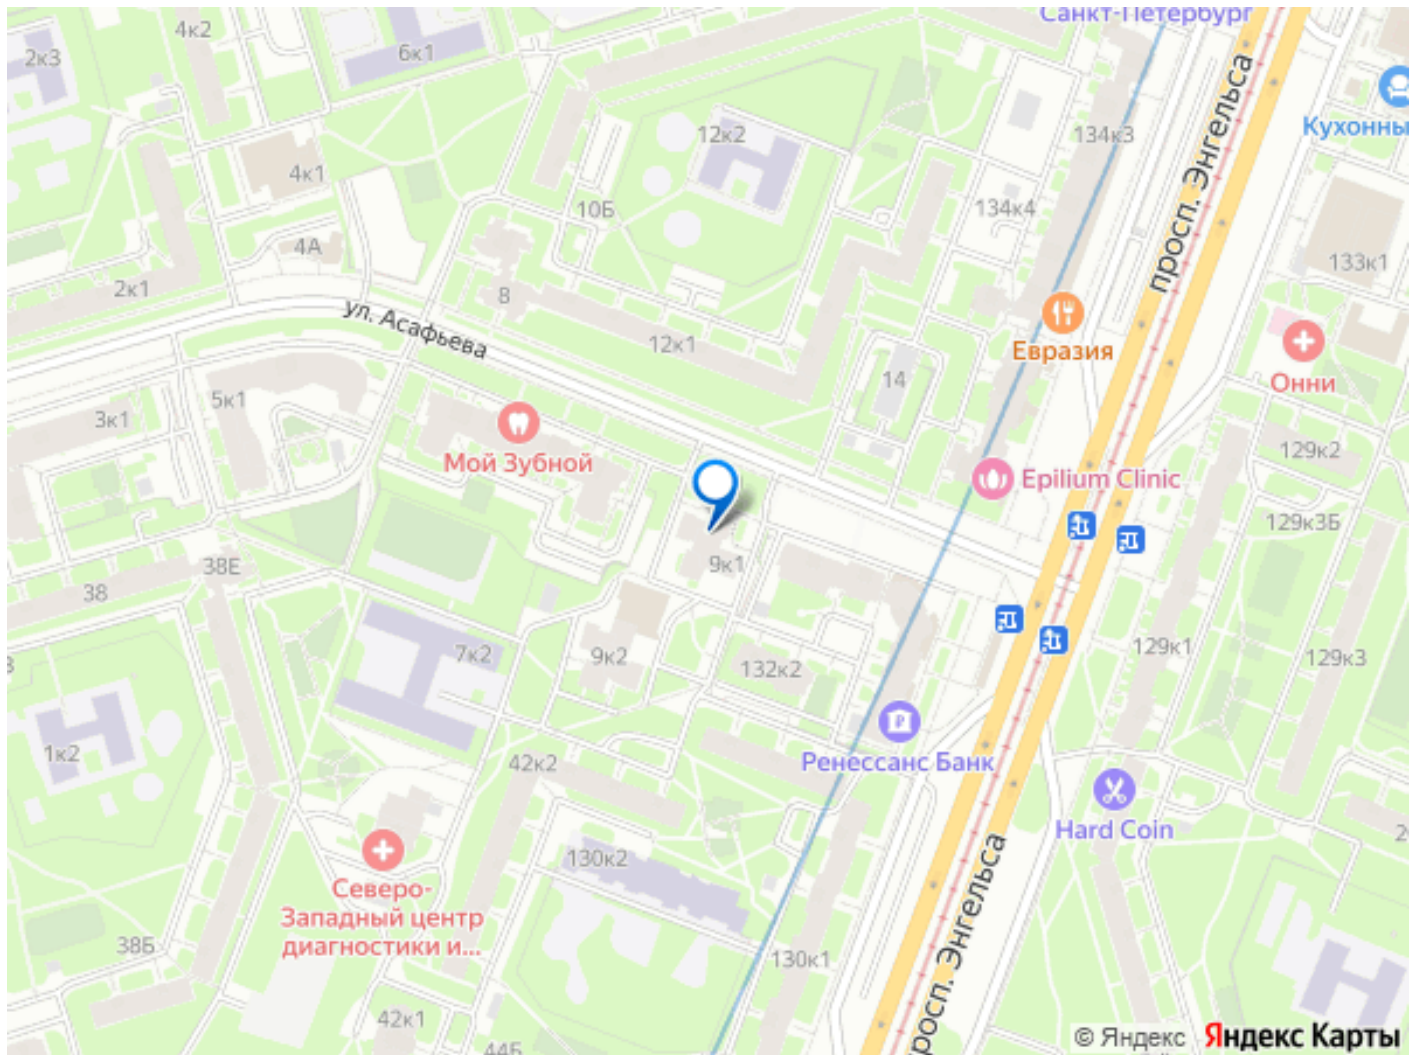 Санкт-Петербург
4к2
2к3
6к1
просп. Энгельса
Кухонны
134к3
12к2
4к1
10Б
134к4
4А
133к1
2к1
8
ул. Асафьева
12к1
Евразия
14
Онни
5к1
3к1
Мой Зубной
129к2
Epilium Clinic
129к3Б
9к1
38Е
38
7к2
9к2
132к2
129к1
129к3
1к2
42к2
Ренессанс Банк
Hard Coin
130к2
Северо-
Западный центр
диагностики и...
38Б
130к1
просп. Энгельса
42к1
44Б
© Яндекс Яндекс Карты